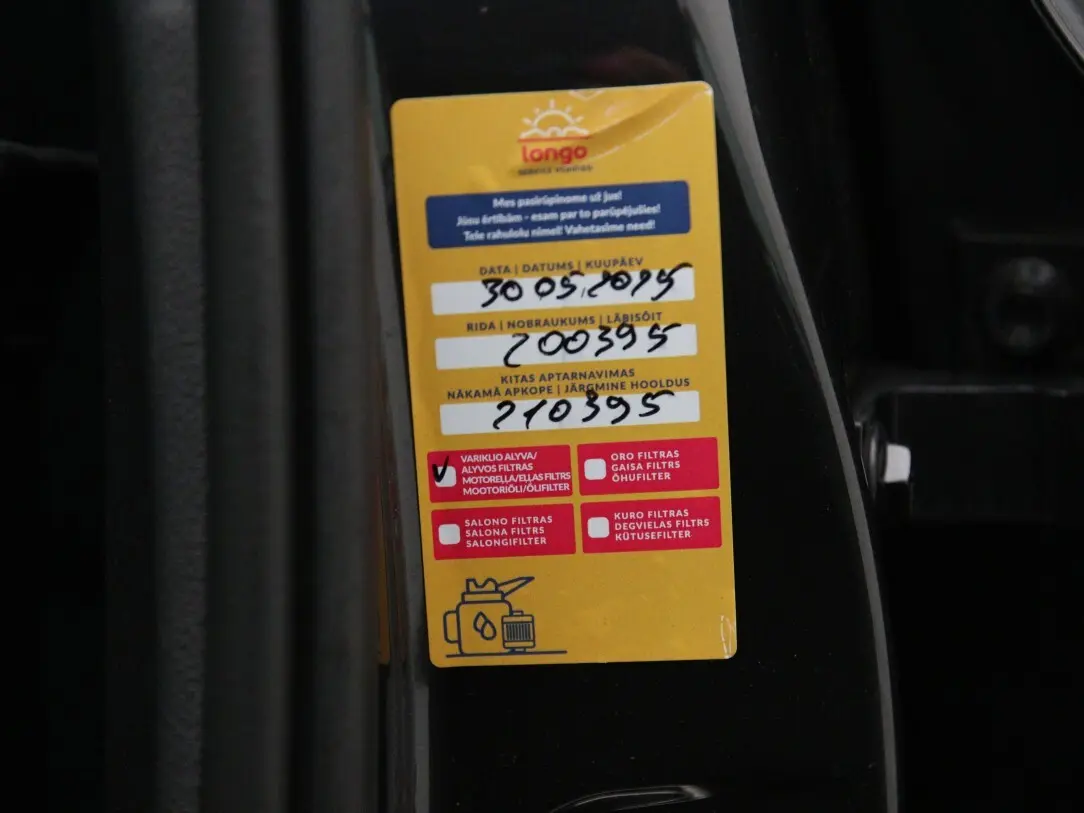 longo
Mes pasirūpinome už jus!
Jūsu ērtībām - esam par to parūpējušies!
Teie rahulolu nimel! Vahetasime need!
DATA | DATUMS | KUUPÄEV
30 05.2025
RIDA | NOBRAUKUMS | LÄBISÕIT
200395
KITAS APTARNAVIMAS
NĀKAMĀ APKOPE | JÄRGMINE HOOLDUS
210395
VARIKLIO ALYVA/
ALYVOS FILTRAS
MOTOREĻĻA/EĻĻAS FILTRS
MOOTORIÕLI/ÕLIFILTER
ORO FILTRAS
GAISA FILTRS
ÕHUFILTER
SALONO FILTRAS
SALONA FILTRS
SALONGIFILTER
KURO FILTRAS
DEGVIELAS FILTRS
KÜTUSEFILTER